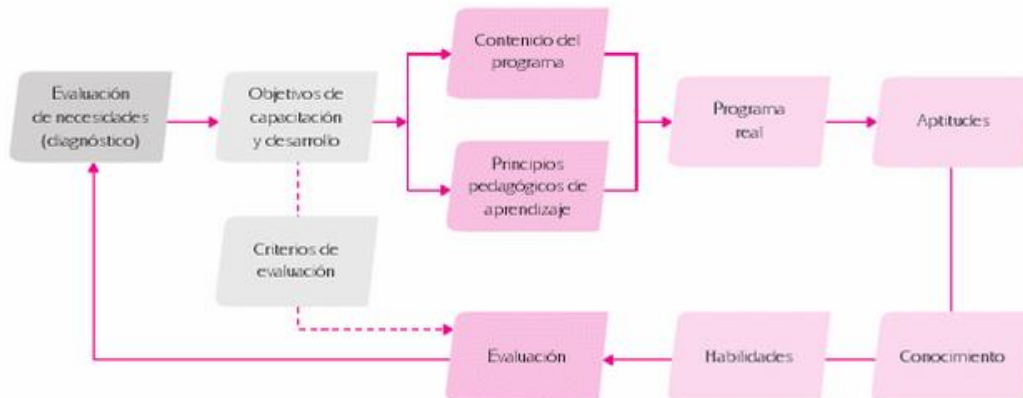 Evaluación
de necesidades
(diagnóstico)
Objetivos de
capacitación
y desarrollo
Contenido del
programa
Principios
pedagógicos de
aprendizaje
Programa
real
Aptitudes
Criterios de
evaluación
Evaluación
Habilidades
Conocimiento